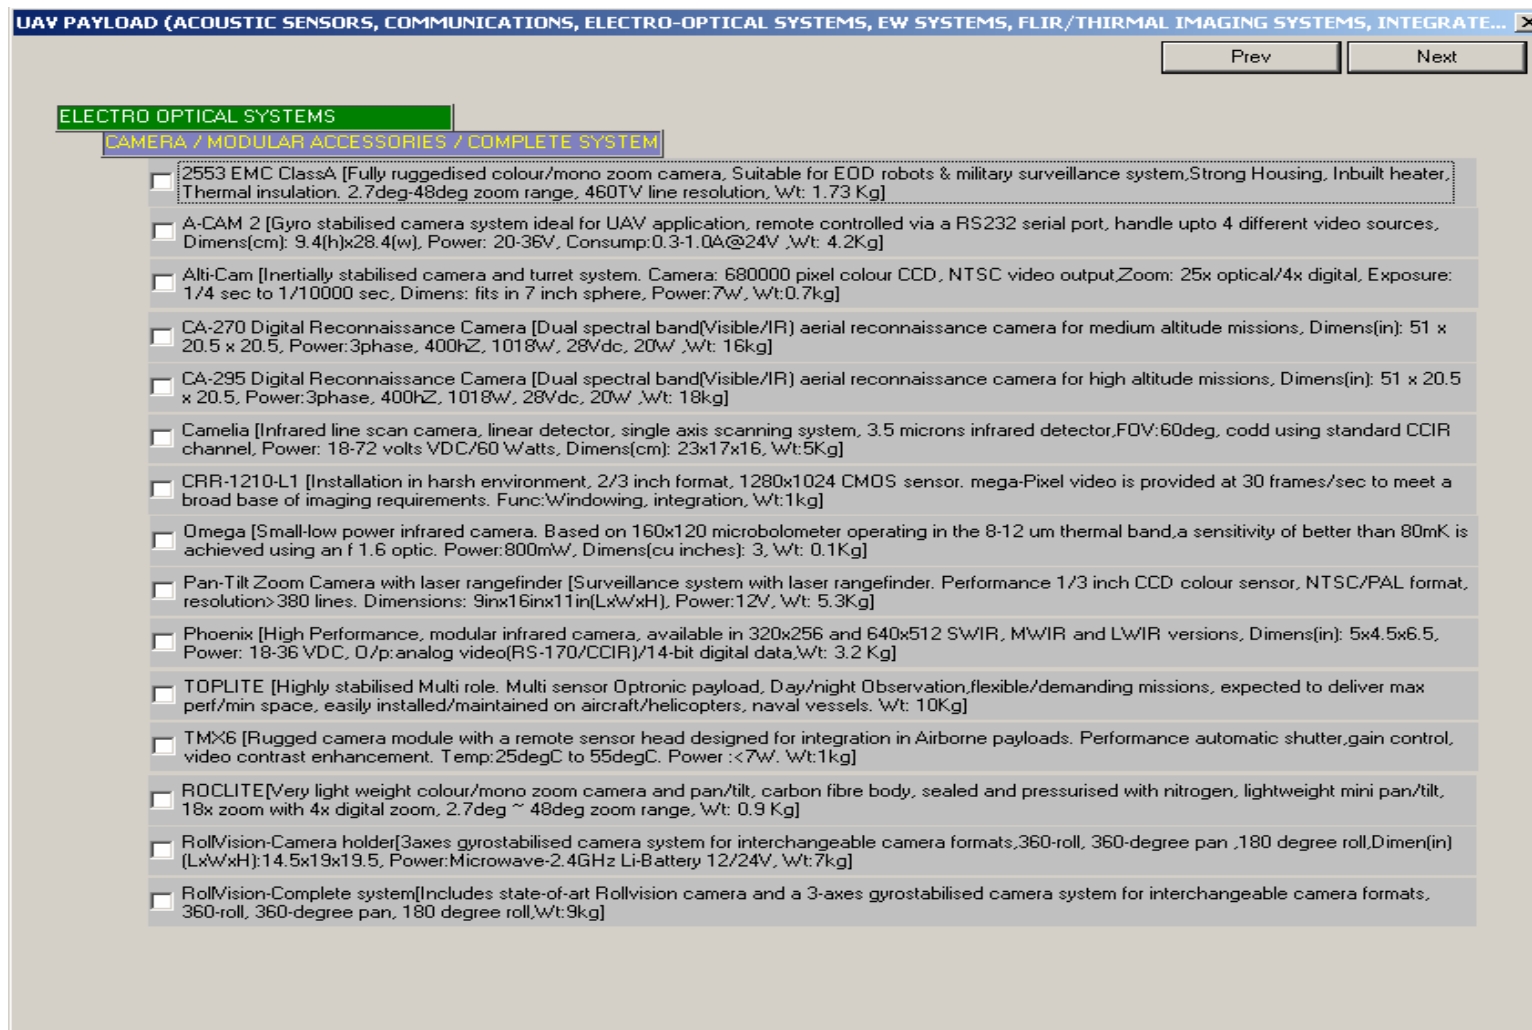 UAV PAYLOAD (ACOUSTIC SENSORS, COMMUNICATIONS, ELECTRO-OPTICAL SYSTEMS, EW SYSTEMS, FLIR/THIRMAL IMAGING SYSTEMS, INTEGRATE...
Prev Next
ELECTRO OPTICAL SYSTEMS
CAMERA / MODULAR ACCESSORIES / COMPLETE SYSTEM
2553 EMC ClassA [Fully ruggedised colour/mono zoom camera, Suitable for EOD robots & military surveillance system,Strong Housing, Inbuilt heater,
Thermal insulation. 2.7deg-48deg zoom range, 460TV line resolution, Wt: 1.73 Kg]
A-CAM 2 [Gyro stabilised camera system ideal for UAV application, remote controlled via a RS232 serial port, handle upto 4 different video sources,
Dimens(cm): 9.4(h)x28.4(w), Power: 20-36V, Consump:0.3-1.0A@24V ,Wt: 4.2Kg]
Alti-Cam [Inertially stabilised camera and turret system. Camera: 680000 pixel colour CCD, NTSC video output,Zoom: 25x optical/4x digital, Exposure:
1/4 sec to 1/10000 sec, Dimens: fits in 7 inch sphere, Power:7W, Wt:0.7kg]
CA-270 Digital Reconnaissance Camera [Dual spectral band(Visible/IR) aerial reconnaissance camera for medium altitude missions, Dimens(in): 51 x
20.5 x 20.5, Power:3phase, 400hZ, 1018W, 28Vdc, 20W ,Wt: 16kg]
CA-295 Digital Reconnaissance Camera [Dual spectral band(Visible/IR) aerial reconnaissance camera for high altitude missions, Dimens(in): 51 x 20.5
x 20.5, Power:3phase, 400hZ, 1018W, 28Vdc, 20W ,Wt: 18kg]
Camelia [Infrared line scan camera, linear detector, single axis scanning system, 3.5 microns infrared detector,FOV:60deg, codd using standard CCIR
channel, Power: 18-72 volts VDC/60 Watts, Dimens(cm): 23x17x16, Wt:5Kg]
CRR-1210-L1 [Installation in harsh environment, 2/3 inch format, 1280x1024 CMOS sensor. mega-Pixel video is provided at 30 frames/sec to meet a
broad base of imaging requirements. Func:Windowing, integration, Wt:1kg]
Omega [Small-low power infrared camera. Based on 160x120 microbolometer operating in the 8-12 um thermal band,a sensitivity of better than 80mK is
achieved using an f 1.6 optic. Power:800mW, Dimens(cu inches): 3, Wt: 0.1Kg]
Pan-Tilt Zoom Camera with laser rangefinder [Surveillance system with laser rangefinder. Performance 1/3 inch CCD colour sensor, NTSC/PAL format,
resolution>380 lines. Dimensions: 9inx16inx11in(LxWxH), Power:12V, Wt: 5.3Kg]
Phoenix [High Performance, modular infrared camera, available in 320x256 and 640x512 SWIR, MWIR and LWIR versions, Dimens(in): 5x4.5x6.5,
Power: 18-36 VDC, O/p:analog video(RS-170/CCIR)/14-bit digital data,Wt: 3.2 Kg]
TOPLITE [Highly stabilised Multi role. Multi sensor Optronic payload, Day/night Observation,flexible/demanding missions, expected to deliver max
perf/min space, easily installed/maintained on aircraft/helicopters, naval vessels. Wt: 10Kg]
TMX6 [Rugged camera module with a remote sensor head designed for integration in Airborne payloads. Performance automatic shutter,gain control,
video contrast enhancement. Temp:25degC to 55degC. Power :<7W. Wt:1kg]
ROCLITE[Very light weight colour/mono zoom camera and pan/tilt, carbon fibre body, sealed and pressurised with nitrogen, lightweight mini pan/tilt,
18x zoom with 4x digital zoom, 2.7deg ~ 48deg zoom range, Wt: 0.9 Kg]
RollVision-Camera holder[3axes gyrostabilised camera system for interchangeable camera formats,360-roll, 360-degree pan ,180 degree roll,Dimen(in)
(LxWxH):14.5x19x19.5, Power:Microwave-2.4GHz Li-Battery 12/24V, Wt:7kg]
RollVision-Complete system[Includes state-of-art Rollvision camera and a 3-axes gyrostabilised camera system for interchangeable camera formats,
360-roll, 360-degree pan, 180 degree roll,Wt:9kg]